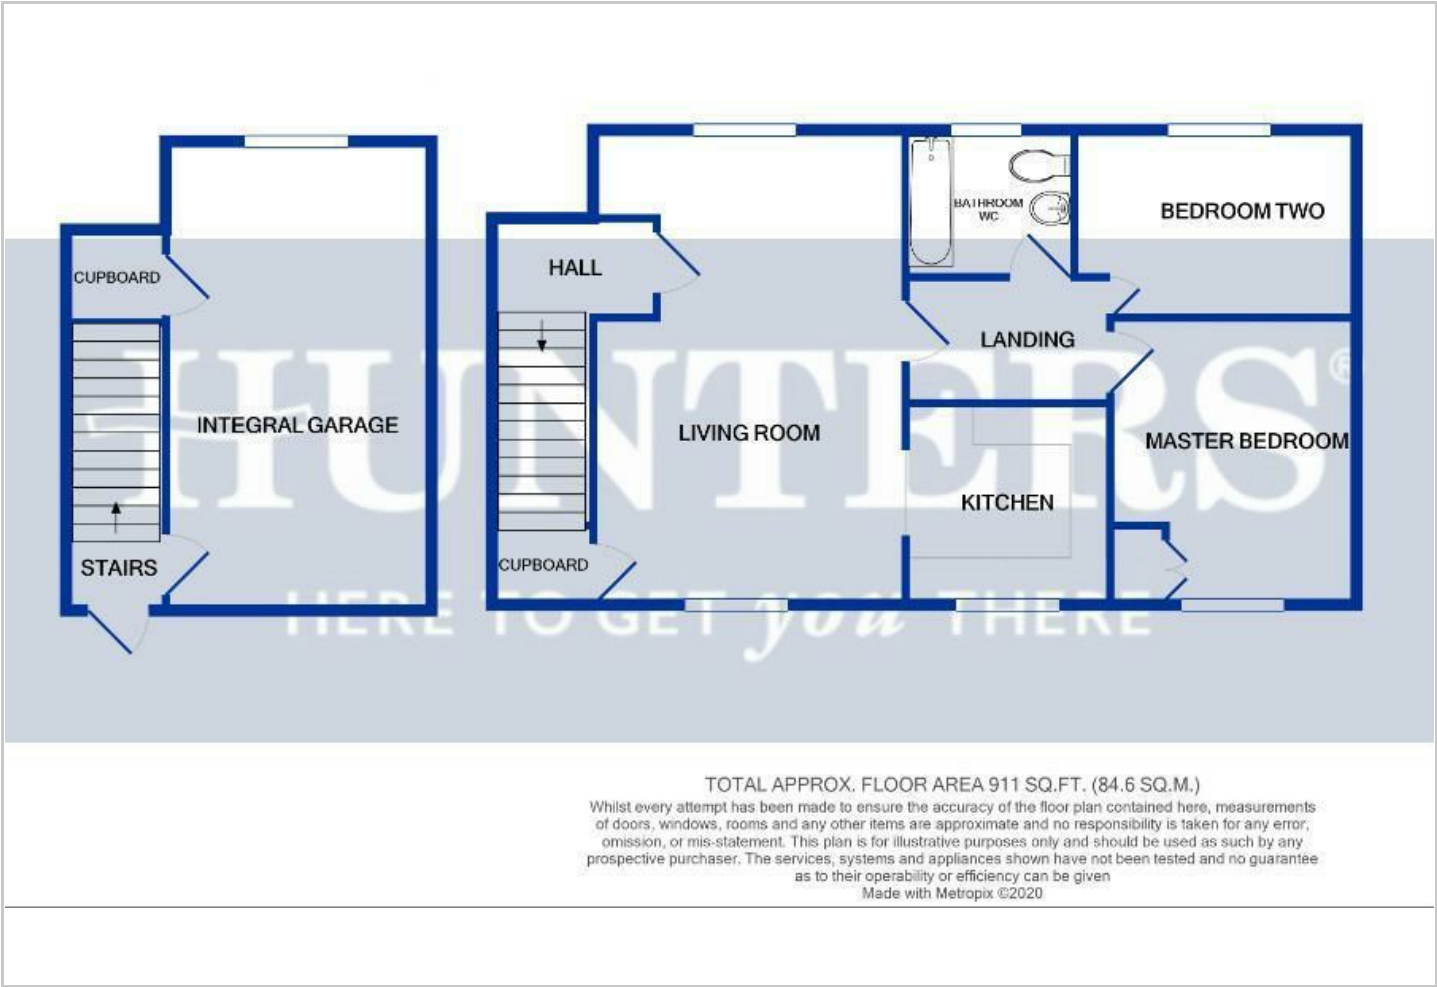 CUPBOARD
INTEGRAL GARAGE
STAIRS
HALL
LIVING ROOM
CUPBOARD
BATHROOM
WC
BEDROOM TWO
LANDING
KITCHEN
MASTER BEDROOM
HUNTERS®
HERE TO GET you THERE
TOTAL APPROX. FLOOR AREA 911 SQ.FT. (84.6 SQ.M.)
Whilst every attempt has been made to ensure the accuracy of the floor plan contained here, measurements
of doors, windows, rooms and any other items are approximate and no responsibility is taken for any error,
omission, or mis-statement. This plan is for illustrative purposes only and should be used as such by any
prospective purchaser. The services, systems and appliances shown have not been tested and no guarantee
as to their operability or efficiency can be given
Made with Metropix ©2020